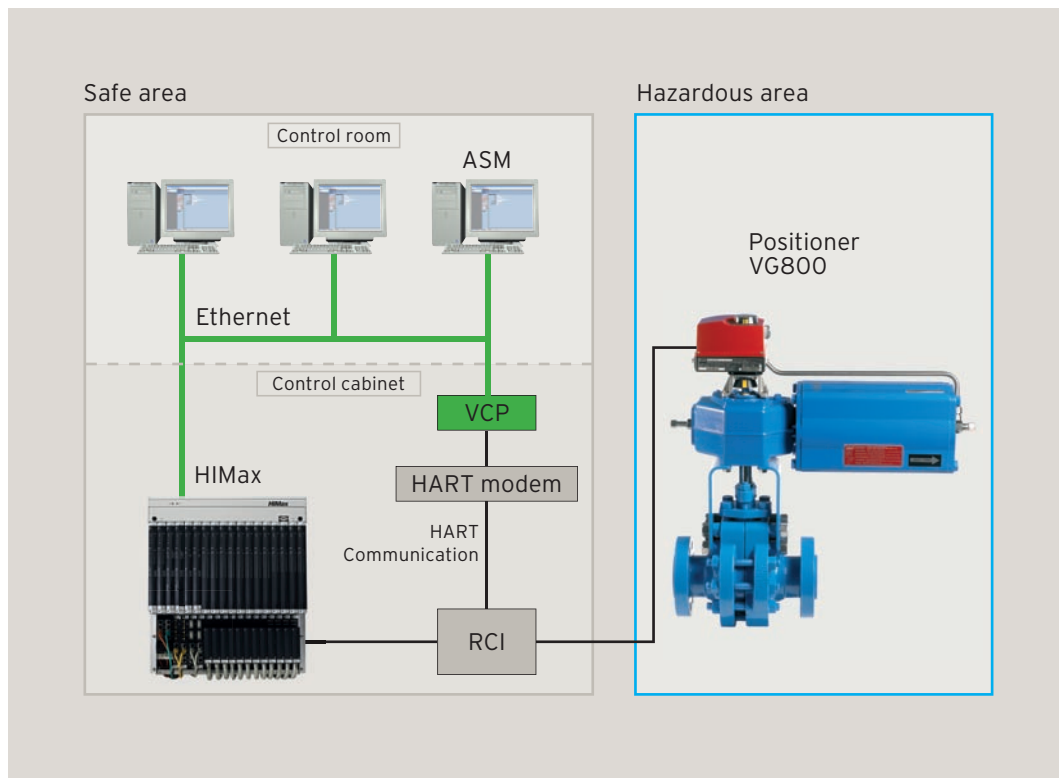 Safe area
Hazardous area
Control room
ASM
Positioner
VG800
Ethernet
Control cabinet
VCP
HIMax
HART modem
HART
Communication
RCI
HIMax